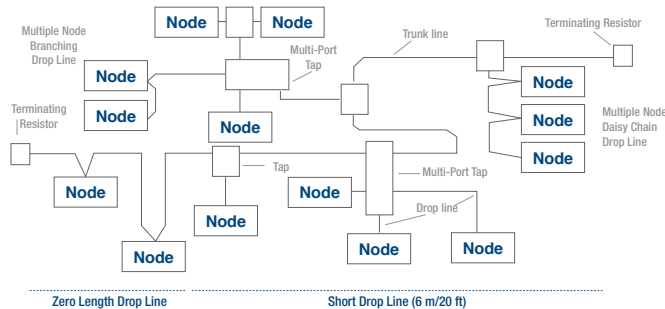 Node
Node
Multiple Node
Branching
Drop Line
Terminating Resistor
Trunk line
Multi-Port
Tap
Node
Node
Node
Node
Node
Multiple Node
Daisy Chain
Drop Line
Terminating
Resistor
Node
Tap
Multi-Port Tap
Node
Node
Node
Drop line
Node
Node
Node
Zero Length Drop Line
Short Drop Line (6 m/20 ft)